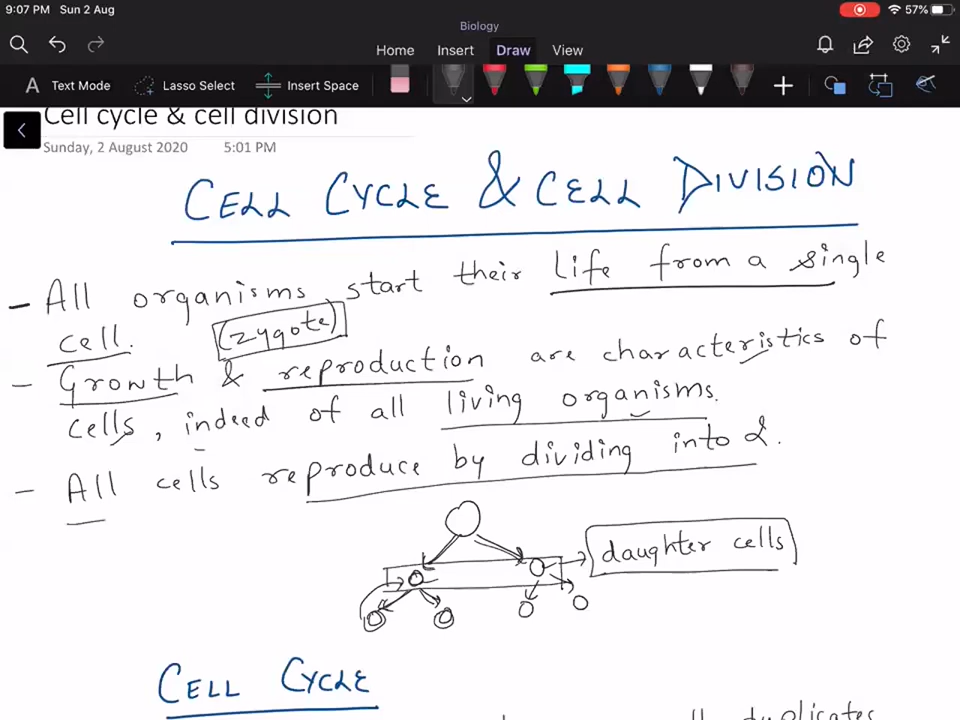 9:07 PM Sun 2 Aug
57%
Biology
Home Insert Draw View
Text Mode Lasso Select Insert Space
Cell cycle & cell division
Sunday, 2 August 2020 5:01 PM
CELL CYCLE & CELL DIVISION
- All organisms start their life from a single
cell. (zygote)
- Growth & reproduction are characteristics of
cells, indeed of all living organisms.
- All cells reproduce by dividing into 2.
daughter cells
CELL CYCLE
duplicates